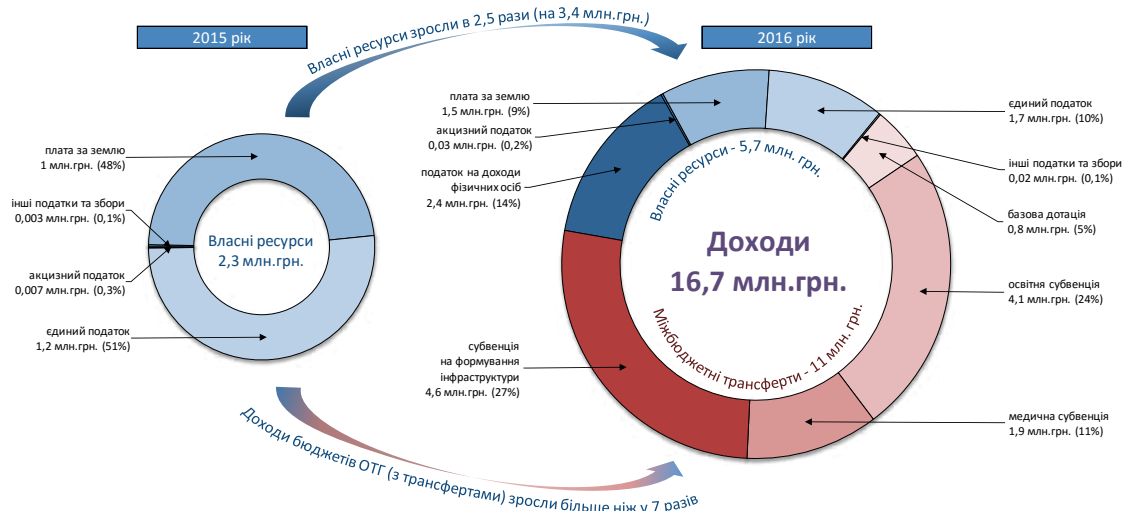 2015 рік
Власні ресурси зросли в 2,5 рази (на 3,4 млн.грн.)
2016 рік
плата за землю
1 млн.грн. (48%)
інші податки та збори
0,003 млн.грн. (0,1%)
акцизний податок
0,007 млн.грн. (0,3%)
єдиний податок
1,2 млн.грн. (51%)
Власні ресурси
2,3 млн.грн.
плата за землю
1,5 млн.грн. (9%)
акцизний податок
0,03 млн.грн. (0,2%)
податок на доходи
фізичних осіб
2,4 млн.грн. (14%)
субвенція
на формування
інфраструктури
4,6 млн.грн. (27%)
Власні ресурси - 5,7 млн. грн.
Доходи
16,7 млн.грн.
Міжбюджетні трансферти - 11 млн. грн.
єдиний податок
1,7 млн.грн. (10%)
інші податки та збори
0,02 млн.грн. (0,1%)
базова дотація
0,8 млн.грн. (5%)
освітня субвенція
4,1 млн.грн. (24%)
медична субвенція
1,9 млн.грн. (11%)
Доходи бюджетів ОТГ (з трансфертами) зросли більше ніж у 7 разів